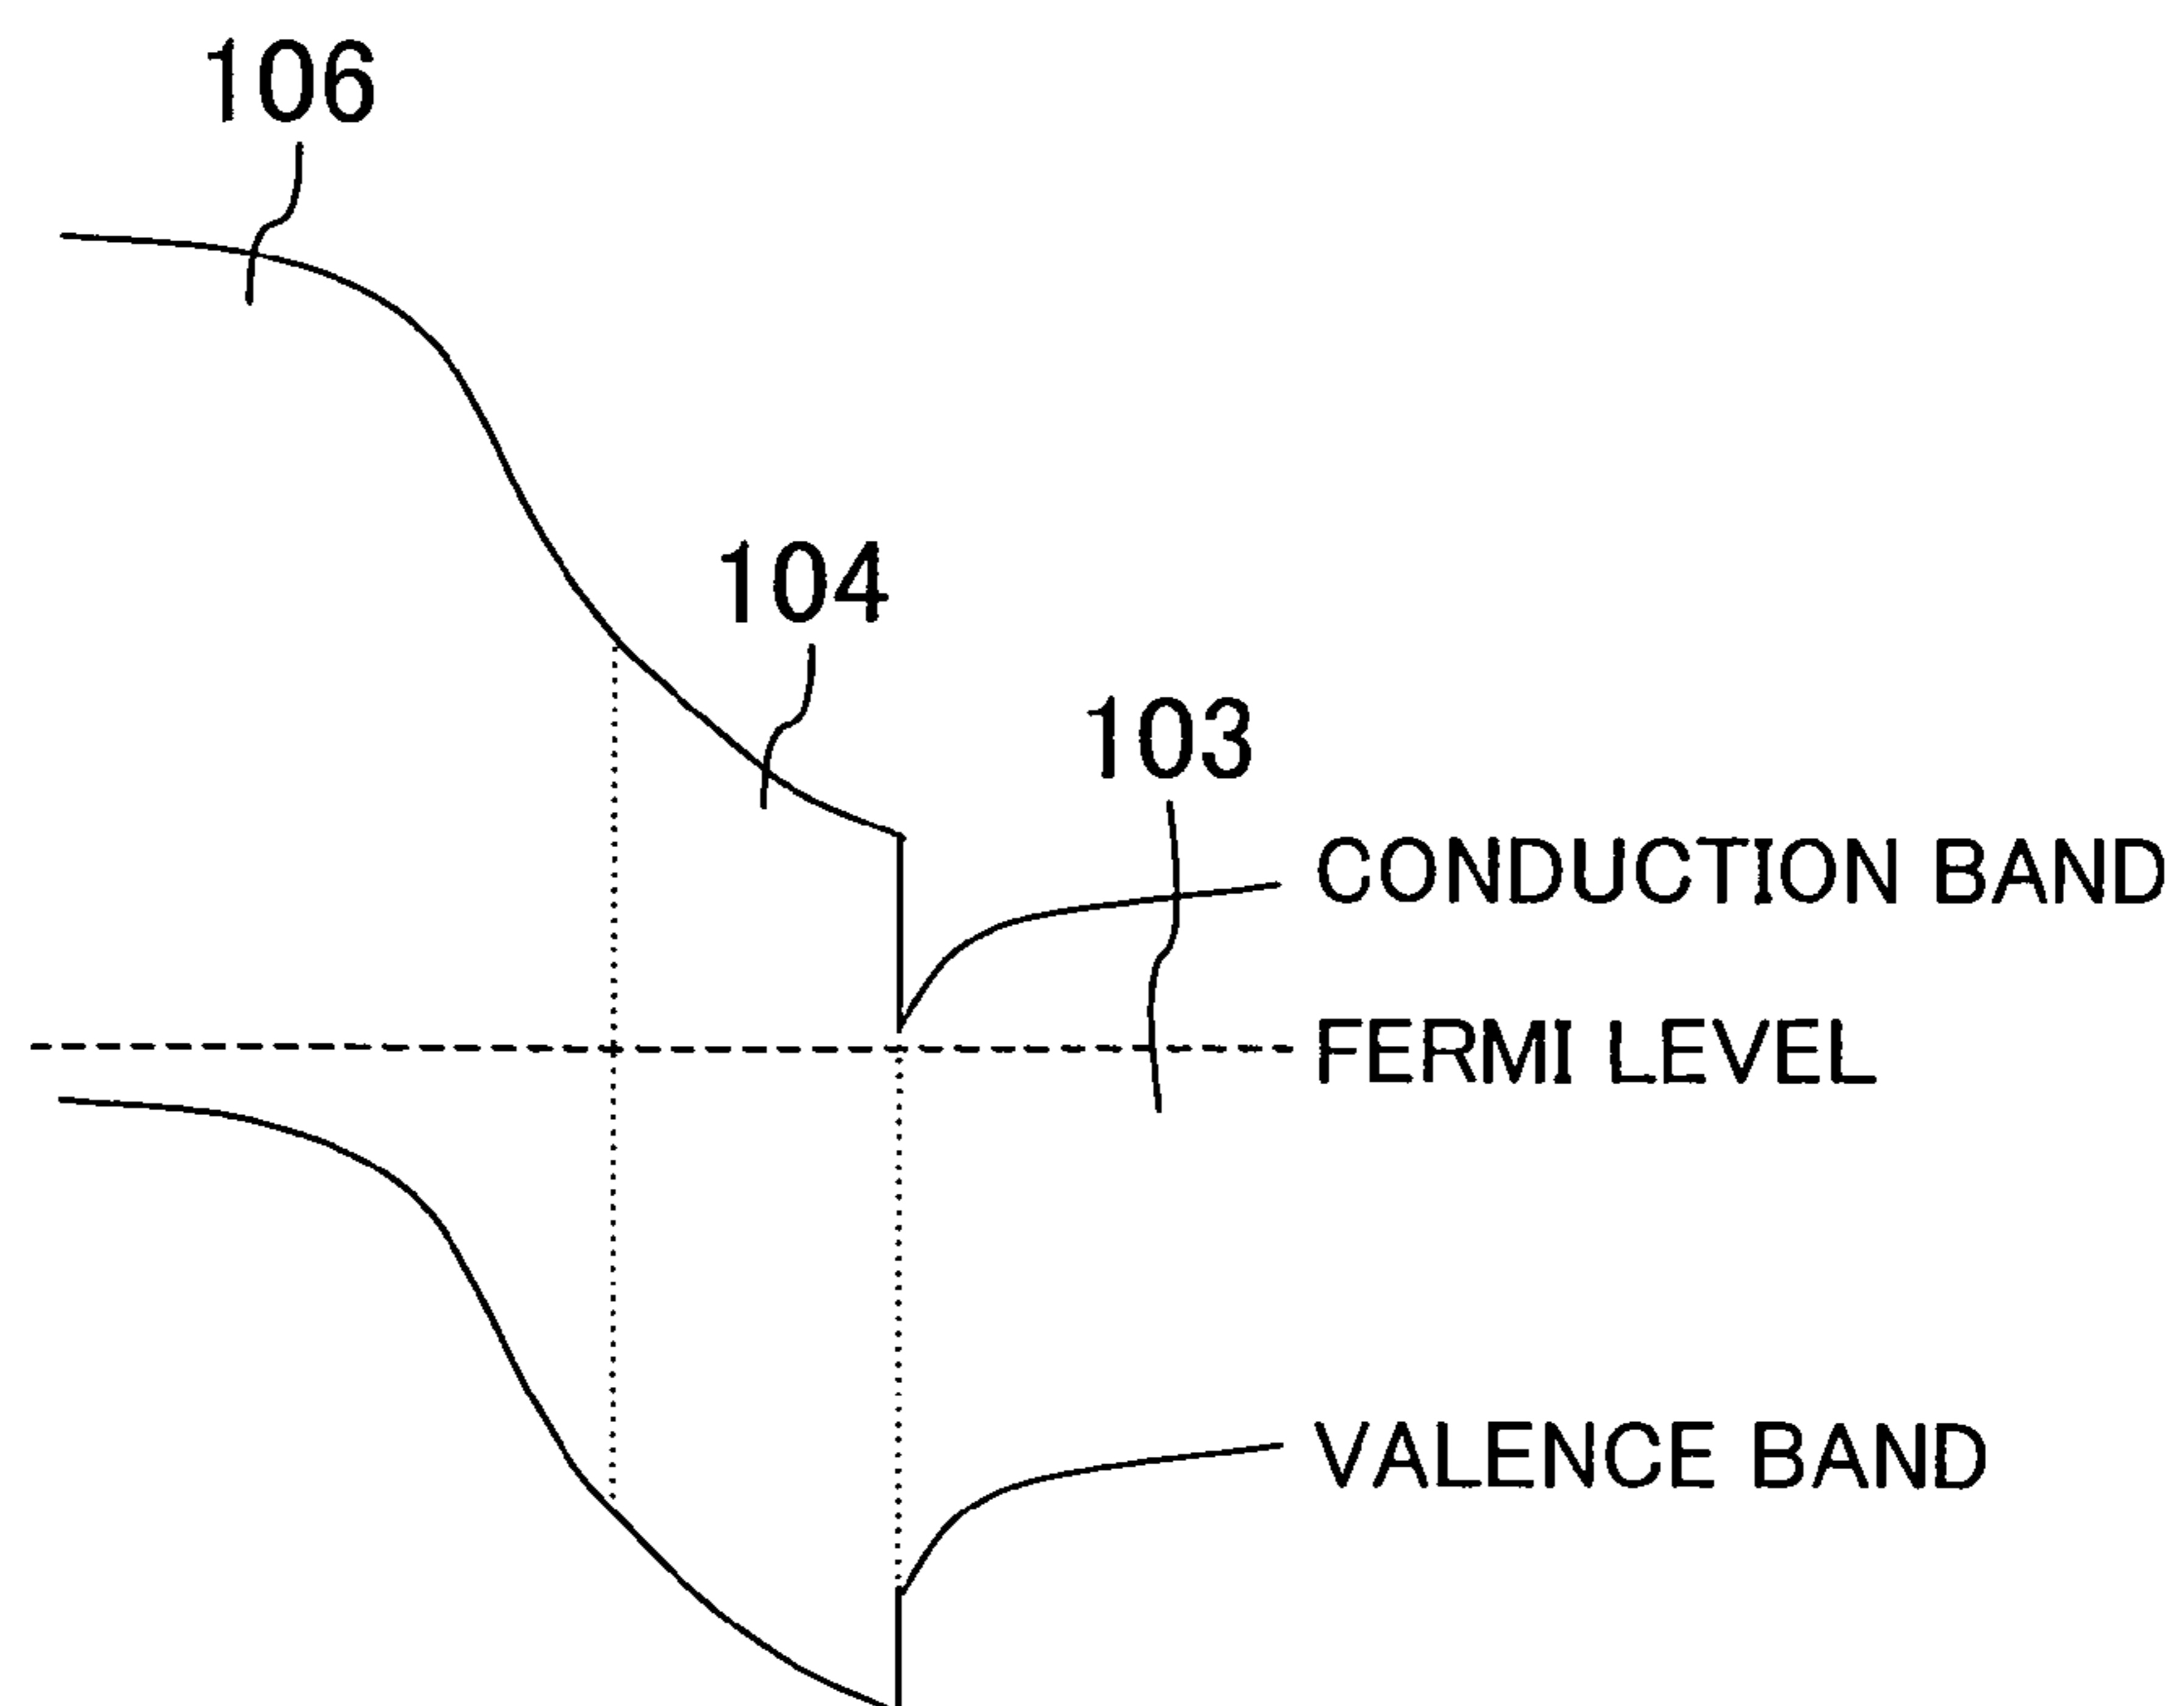 106
104
103
CONDUCTION BAND
FERMI LEVEL
VALENCE BAND